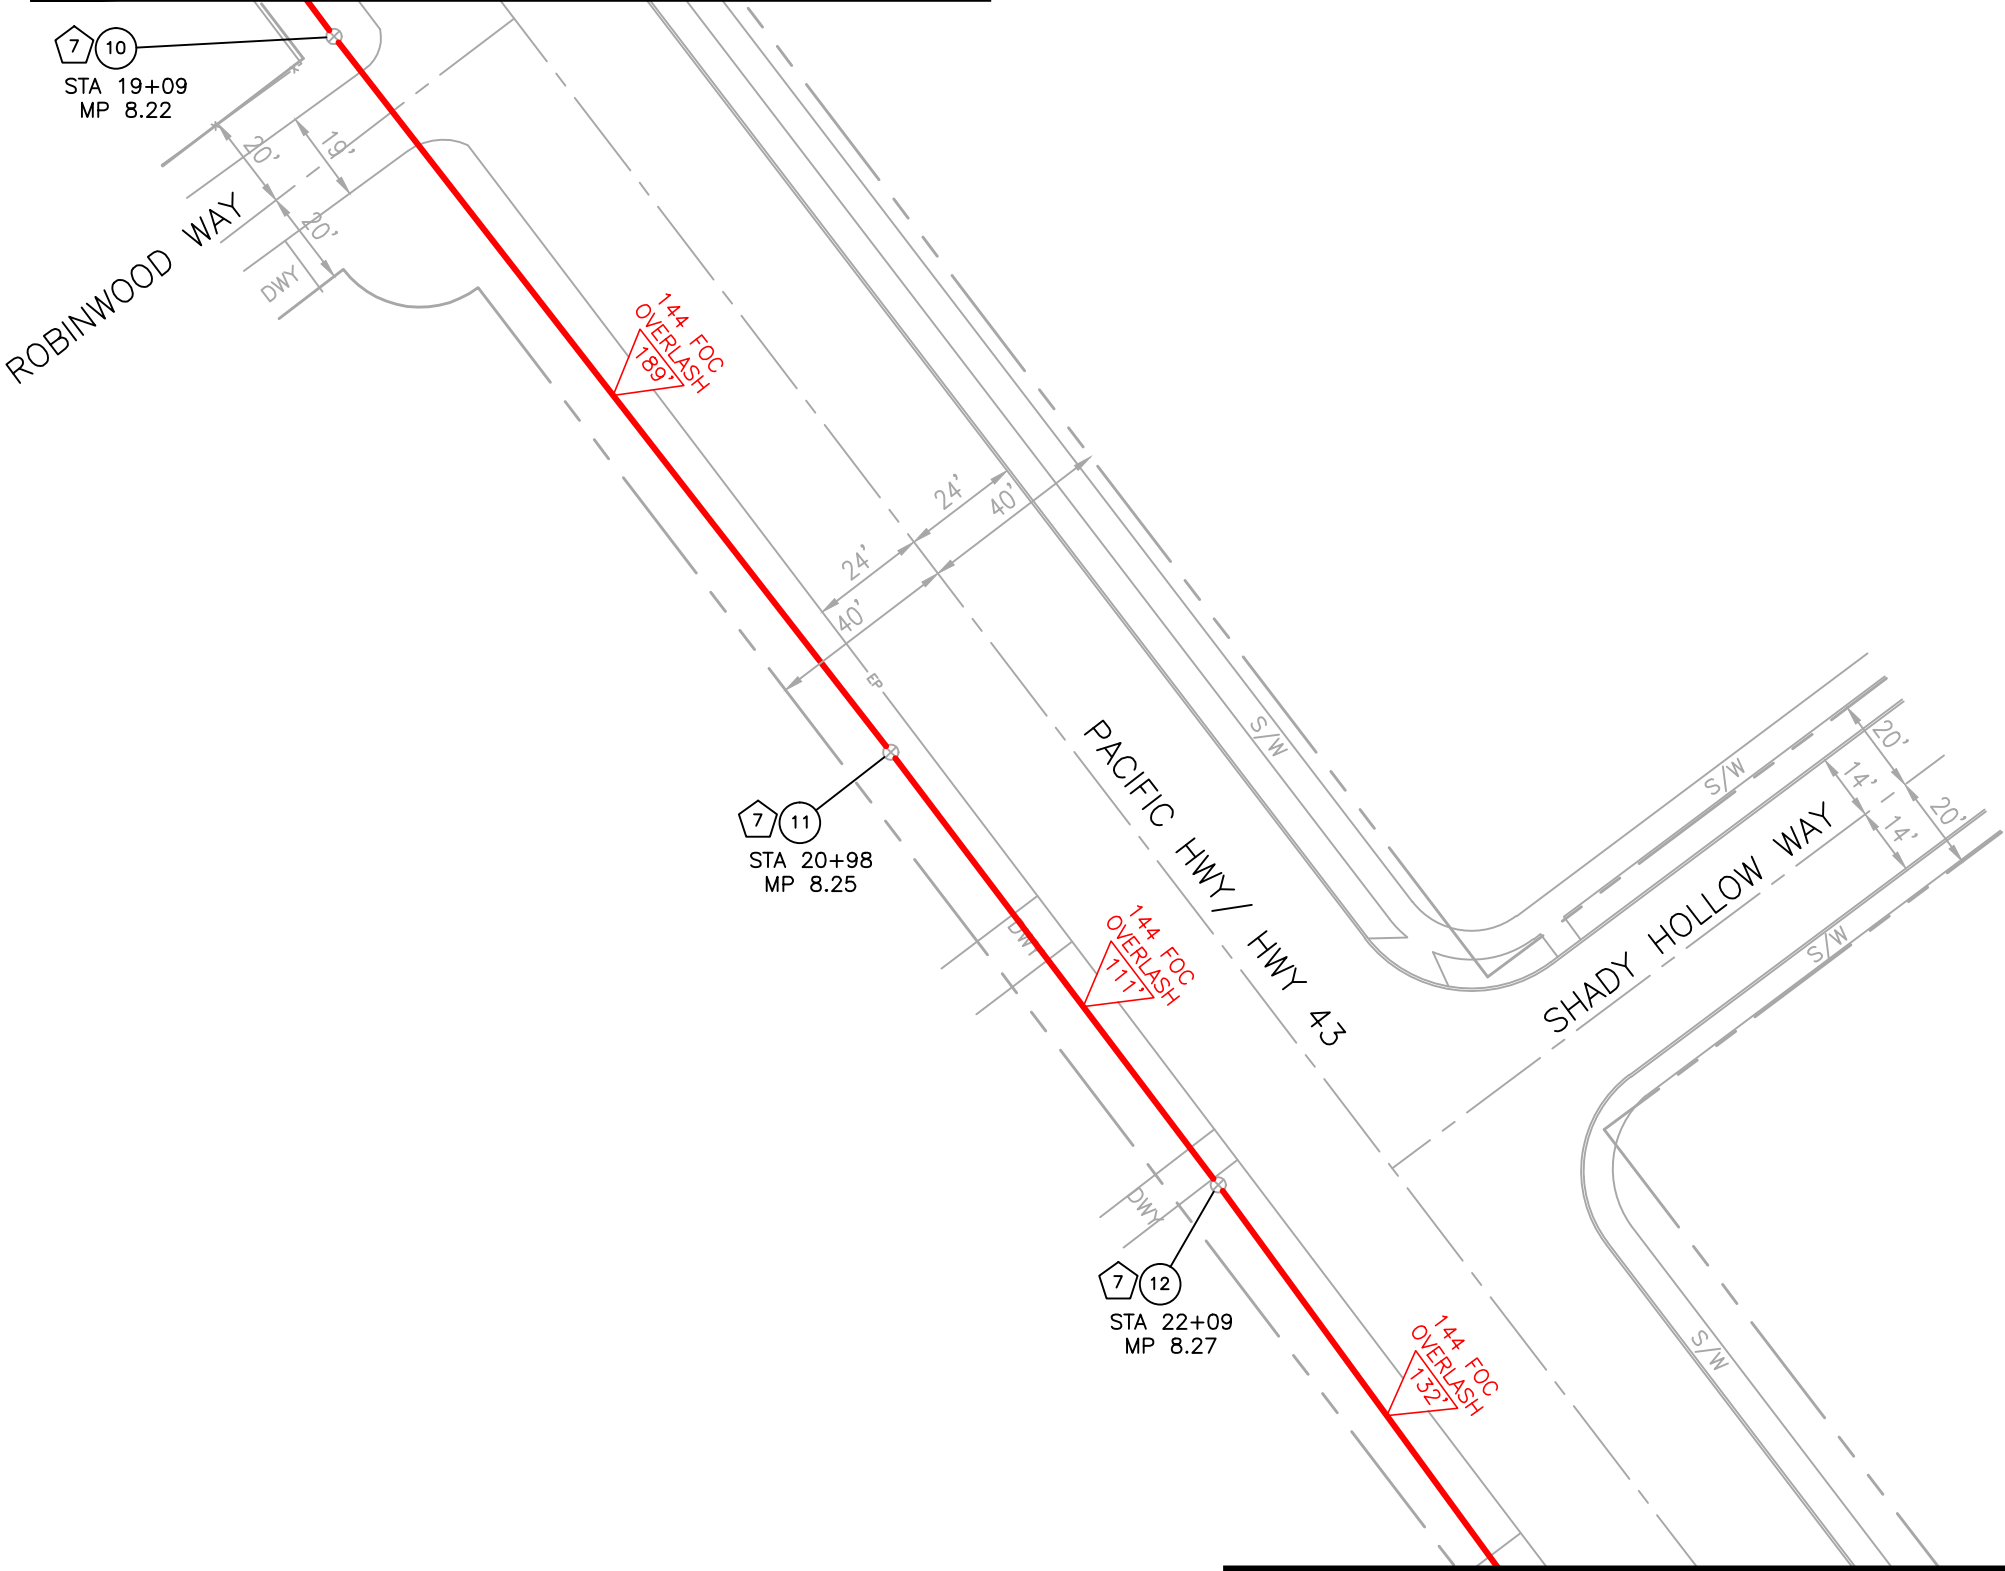 7 10
STA 19+09
MP 8.22
20'
19'
20'
DWY
ROBINWOOD WAY
144 FOC
OVERLASH
189'
24'
40'
24'
40'
EP
7 11
STA 20+98
MP 8.25
DWY
144 FOC
OVERLASH
111'
PACIFIC HWY/ HWY 43
S/W
S/W
20'
14'
20'
14'
SHADY HOLLOW WAY
S/W
DWY
7 12
STA 22+09
MP 8.27
144 FOC
OVERLASH
132'
S/W